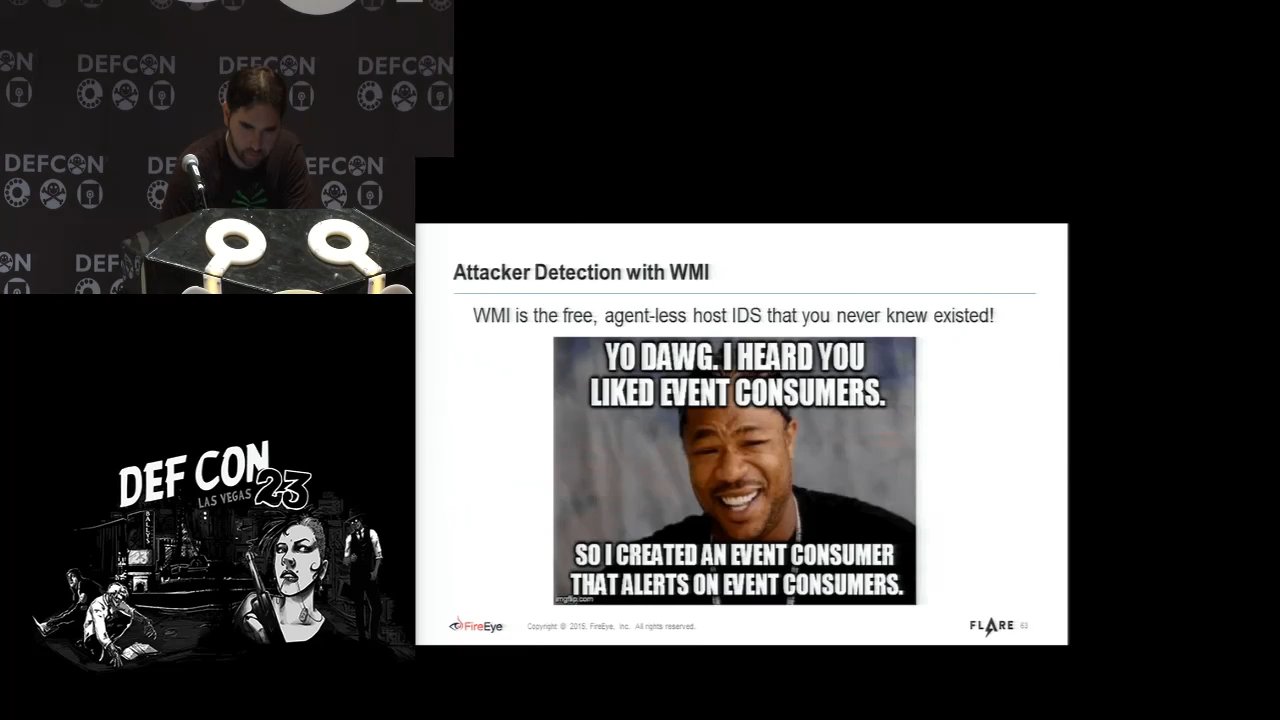 DEFCON
DEFCON
DEFCON
DEFCON
DEFCON
DEF CON
LAS VEGAS 23
BALLYS
Attacker Detection with WMI
WMI is the free, agent-less host IDS that you never knew existed!
YO DAWG. I HEARD YOU
LIKED EVENT CONSUMERS.
SO I CREATED AN EVENT CONSUMER
THAT ALERTS ON EVENT CONSUMERS.
imgflip.com
FireEye
Copyright © 2015, FireEye, Inc. All rights reserved.
FLARE
63